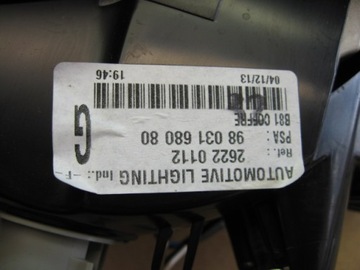 AUTOMOTIVE LIGHTING Ind.: -F-
Ref.: 2622 0112
PSA : 98 031 680 80
B81 COFFRE
G
04/12/13 19:46